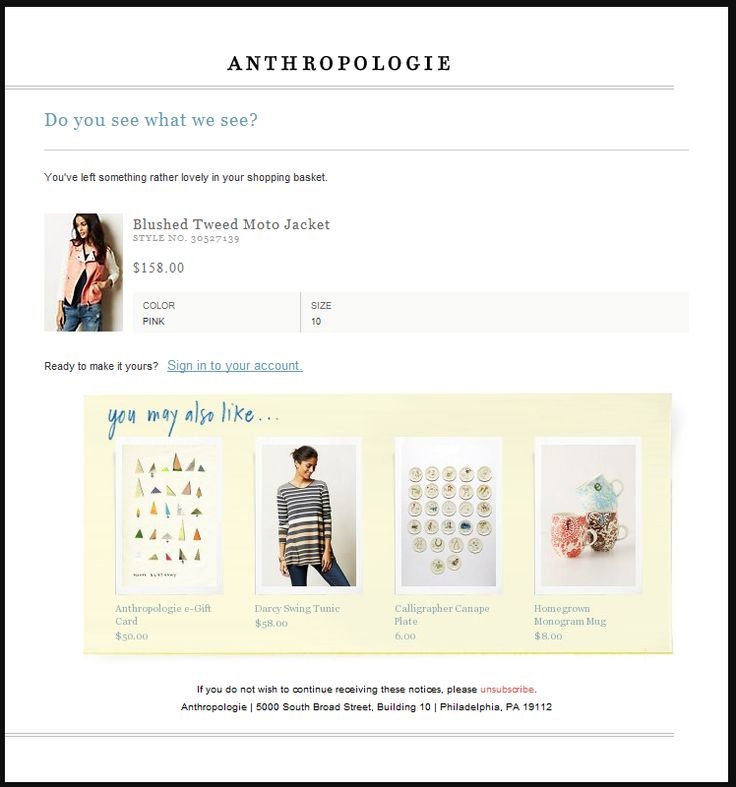 ANTHROPOLOGIE
Do you see what we see?
You've left something rather lovely in your shopping basket.
Blushed Tweed Moto Jacket
STYLE NO. 30527139
$158.00
COLOR
PINK
SIZE
10
Ready to make it yours? Sign in to your account.
you may also like...
HAPPY BIRTHDAY
Anthropologie e-Gift
Card
$50.00
Darcy Swing Tunic
$58.00
Calligrapher Canape
Plate
6.00
Homegrown
Monogram Mug
$8.00
If you do not wish to continue receiving these notices, please unsubscribe.
Anthropologie | 5000 South Broad Street, Building 10 | Philadelphia, PA 19112